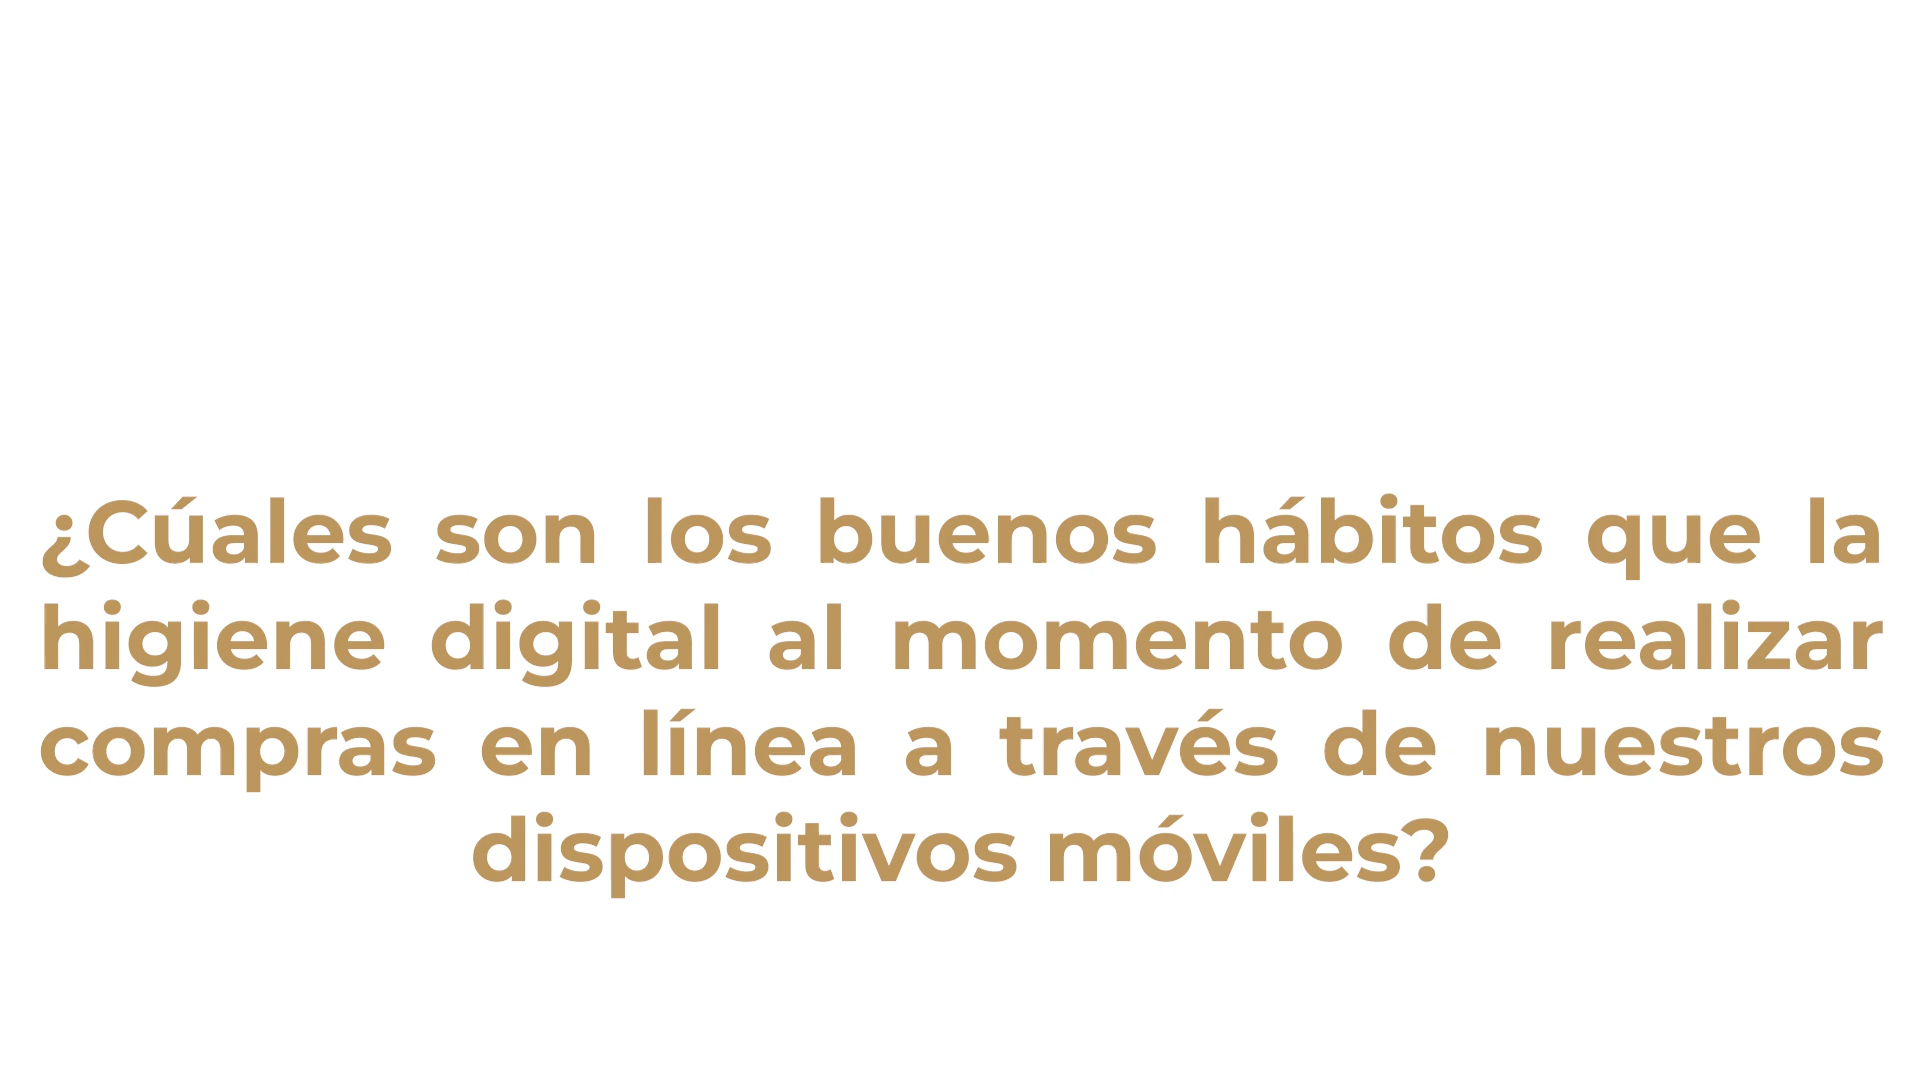 ¿Cúales son los buenos hábitos que la
higiene digital al momento de realizar
compras en línea a través de nuestros
dispositivos móviles?